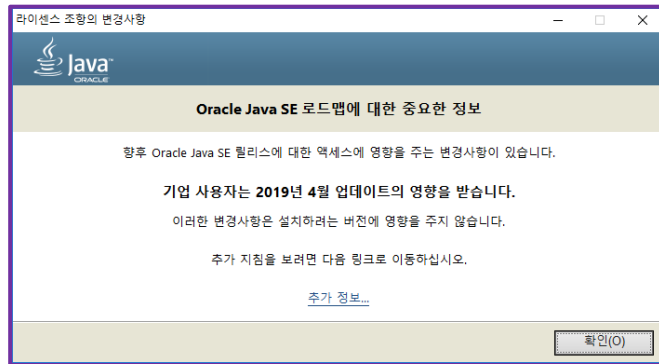 라이센스 조항의 변경사항
Java
ORACLE
Oracle Java SE 로드맵에 대한 중요한 정보
향후 Oracle Java SE 릴리스에 대한 액세스에 영향을 주는 변경사항이 있습니다.
기업 사용자는 2019년 4월 업데이트의 영향을 받습니다.
이러한 변경사항은 설치하려는 버전에 영향을 주지 않습니다.
추가 지침을 보려면 다음 링크로 이동하십시오.
추가 정보...
확인(O)